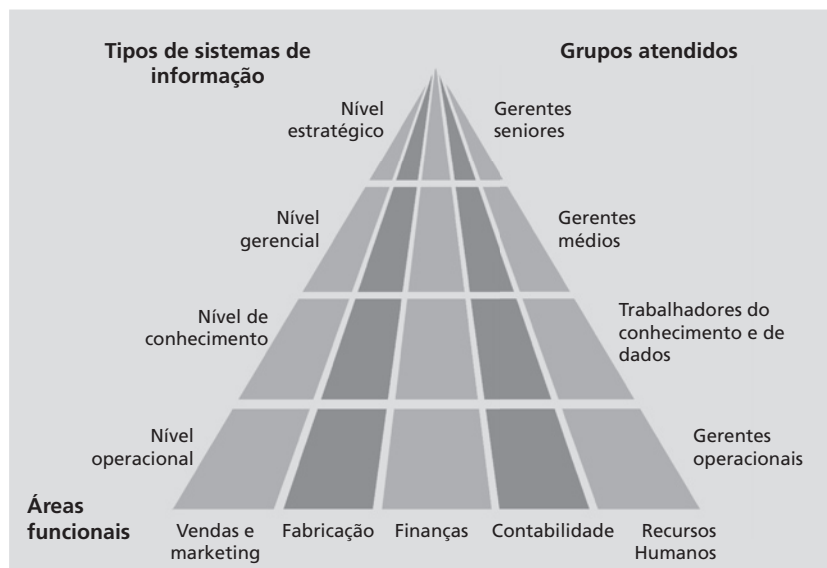 Tipos de sistemas de
informação
Grupos atendidos
Nível
estratégico
Gerentes
seniores
Nível
gerencial
Gerentes
médios
Nível de
conhecimento
Trabalhadores do
conhecimento e de
dados
Nível
operacional
Gerentes
operacionais
Áreas
funcionais
Vendas e
marketing
Fabricação
Finanças
Contabilidade
Recursos
Humanos